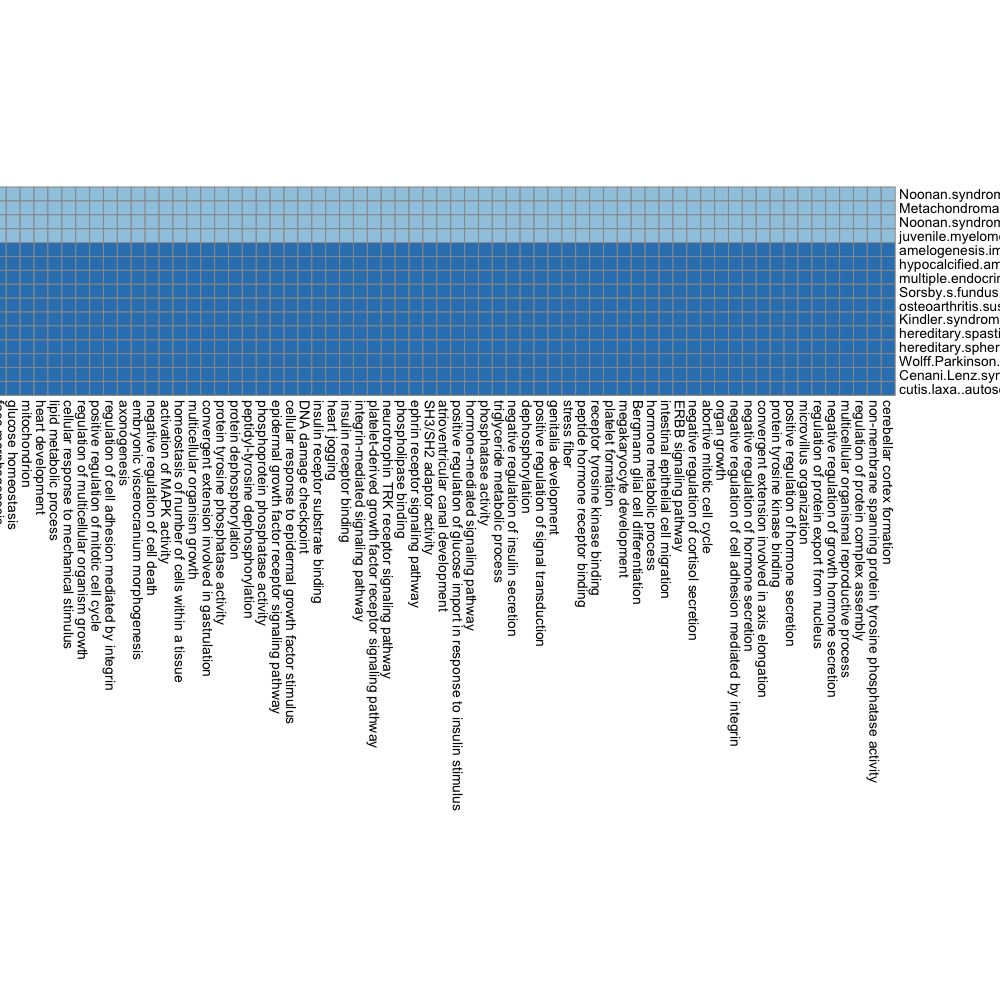 Noonan.syndrom
Metachondroma
Noonan.syndrom
juvenile.myelomo
amelogenesis.im
hypocalcified.am
multiple.endocrin
Sorsby.s.fundus
osteoarthritis.sus
Kindler.syndrom
hereditary.spasti
hereditary.spher
Wolff.Parkinson.
Cenani.Lenz.syn
cutis.laxa..autoso
glucose homeostasis
mitochondrion
heart development
lipid metabolic process
cellular response to mechanical stimulus
regulation of multicellular organism growth
positive regulation of mitotic cell cycle
regulation of cell adhesion mediated by integrin
axonogenesis
embryonic viscerocranium morphogenesis
negative regulation of cell death
activation of MAPK activity
homeostasis of number of cells within a tissue
multicellular organism growth
convergent extension involved in gastrulation
protein tyrosine phosphatase activity
protein dephosphorylation
peptidyl-tyrosine dephosphorylation
phosphoprotein phosphatase activity
epidermal growth factor receptor signaling pathway
cellular response to epidermal growth factor stimulus
DNA damage checkpoint
insulin receptor substrate binding
heart jogging
insulin receptor binding
integrin-mediated signaling pathway
platelet-derived growth factor receptor signaling pathway
neurotrophin TRK receptor signaling pathway
phospholipase binding
ephrin receptor signaling pathway
SH3/SH2 adaptor activity
atrioventricular canal development
positive regulation of glucose import in response to insulin stimulus
hormone-mediated signaling pathway
phosphatase activity
triglyceride metabolic process
negative regulation of insulin secretion
dephosphorylation
positive regulation of signal transduction
genitalia development
stress fiber
peptide hormone receptor binding
receptor tyrosine kinase binding
platelet formation
megakaryocyte development
Bergmann glial cell differentiation
hormone metabolic process
intestinal epithelial cell migration
ERBB signaling pathway
negative regulation of cortisol secretion
abortive mitotic cell cycle
organ growth
negative regulation of cell adhesion mediated by integrin
negative regulation of hormone secretion
convergent extension involved in axis elongation
protein tyrosine kinase binding
positive regulation of hormone secretion
microvillus organization
regulation of protein export from nucleus
negative regulation of growth hormone secretion
multicellular organismal reproductive process
regulation of protein complex assembly
non-membrane spanning protein tyrosine phosphatase activity
cerebellar cortex formation